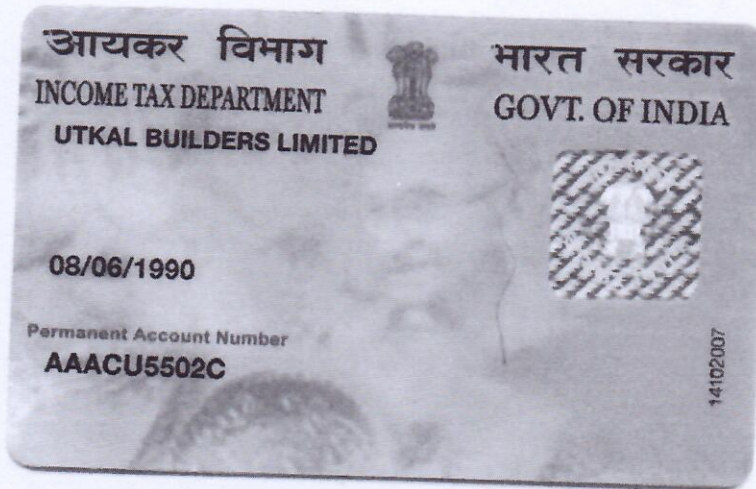 आयकर विभाग
भारत सरकार
INCOME TAX DEPARTMENT
GOVT. OF INDIA
UTKAL BUILDERS LIMITED
08/06/1990
Permanent Account Number
AAACU5502C
14102007